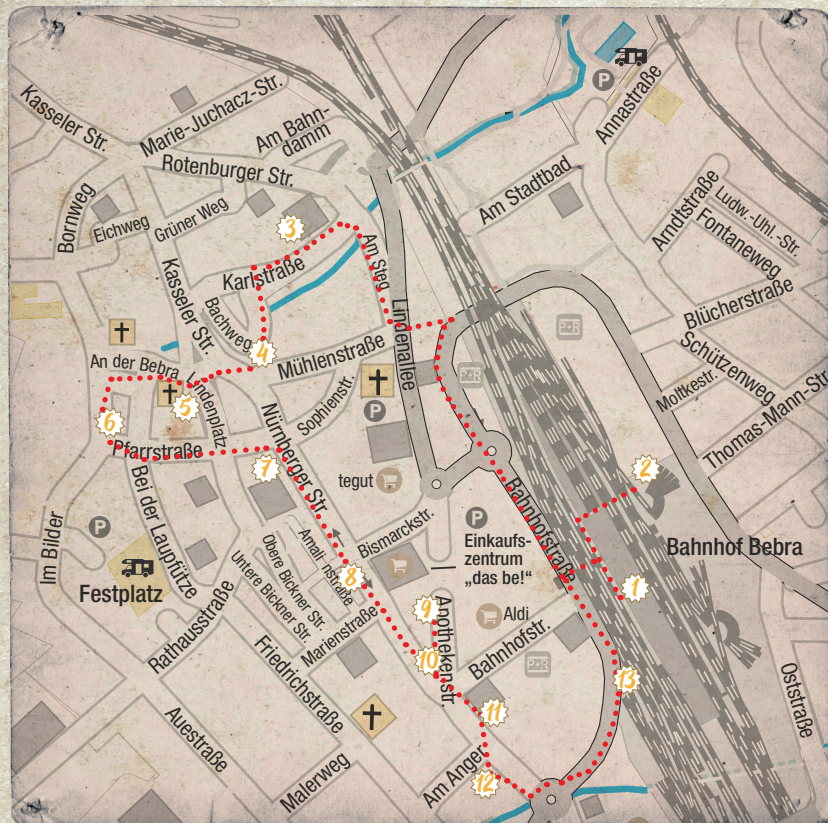 Kasseler Str.
Marie-Juchacz-Str.
Am Bahn-
damm
Rotenburger Str.
P
Annastraße
Am Stadtbad
Bornweg
Eichweg
Grüner Weg
3
Arndtstraße
Ludw.-Uhl.-Str.
Fontaneweg
Am Steg
Karlstraße
Kasseler Str.
Bachweg
Lindenallee
Blücherstraße
P+R
4
An der Bebra
Mühlenstraße
Schützenweg
Moltkestr.
Thomas-Mann-Str.
P+R
Lindenplatz
5
6
Sophienstr.
P
Pfarrstraße
Nürnberger Str.
7
tegut
2
Bahnhofstraße
Bei der Laupfütze
Im Bilder
P
Festplatz
P
Einkaufs-
zentrum
„das be!“
Bismarckstr.
Bahnhof Bebra
Obere Bickner Str.
Untere Bickner Str.
8
1
9
Aldi
Apothekenstr.
Rathausstraße
Marienstraße
Friedrichstraße
10
Bahnhofstr.
P+R
13
11
Oststraße
Auestraße
Malerweg
Am Anger
12